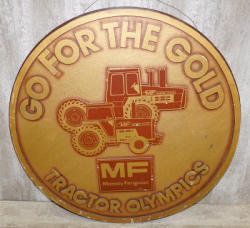 GO FOR THE GOLD
MF
Massey Ferguson
TRACTOR OLYMPICS